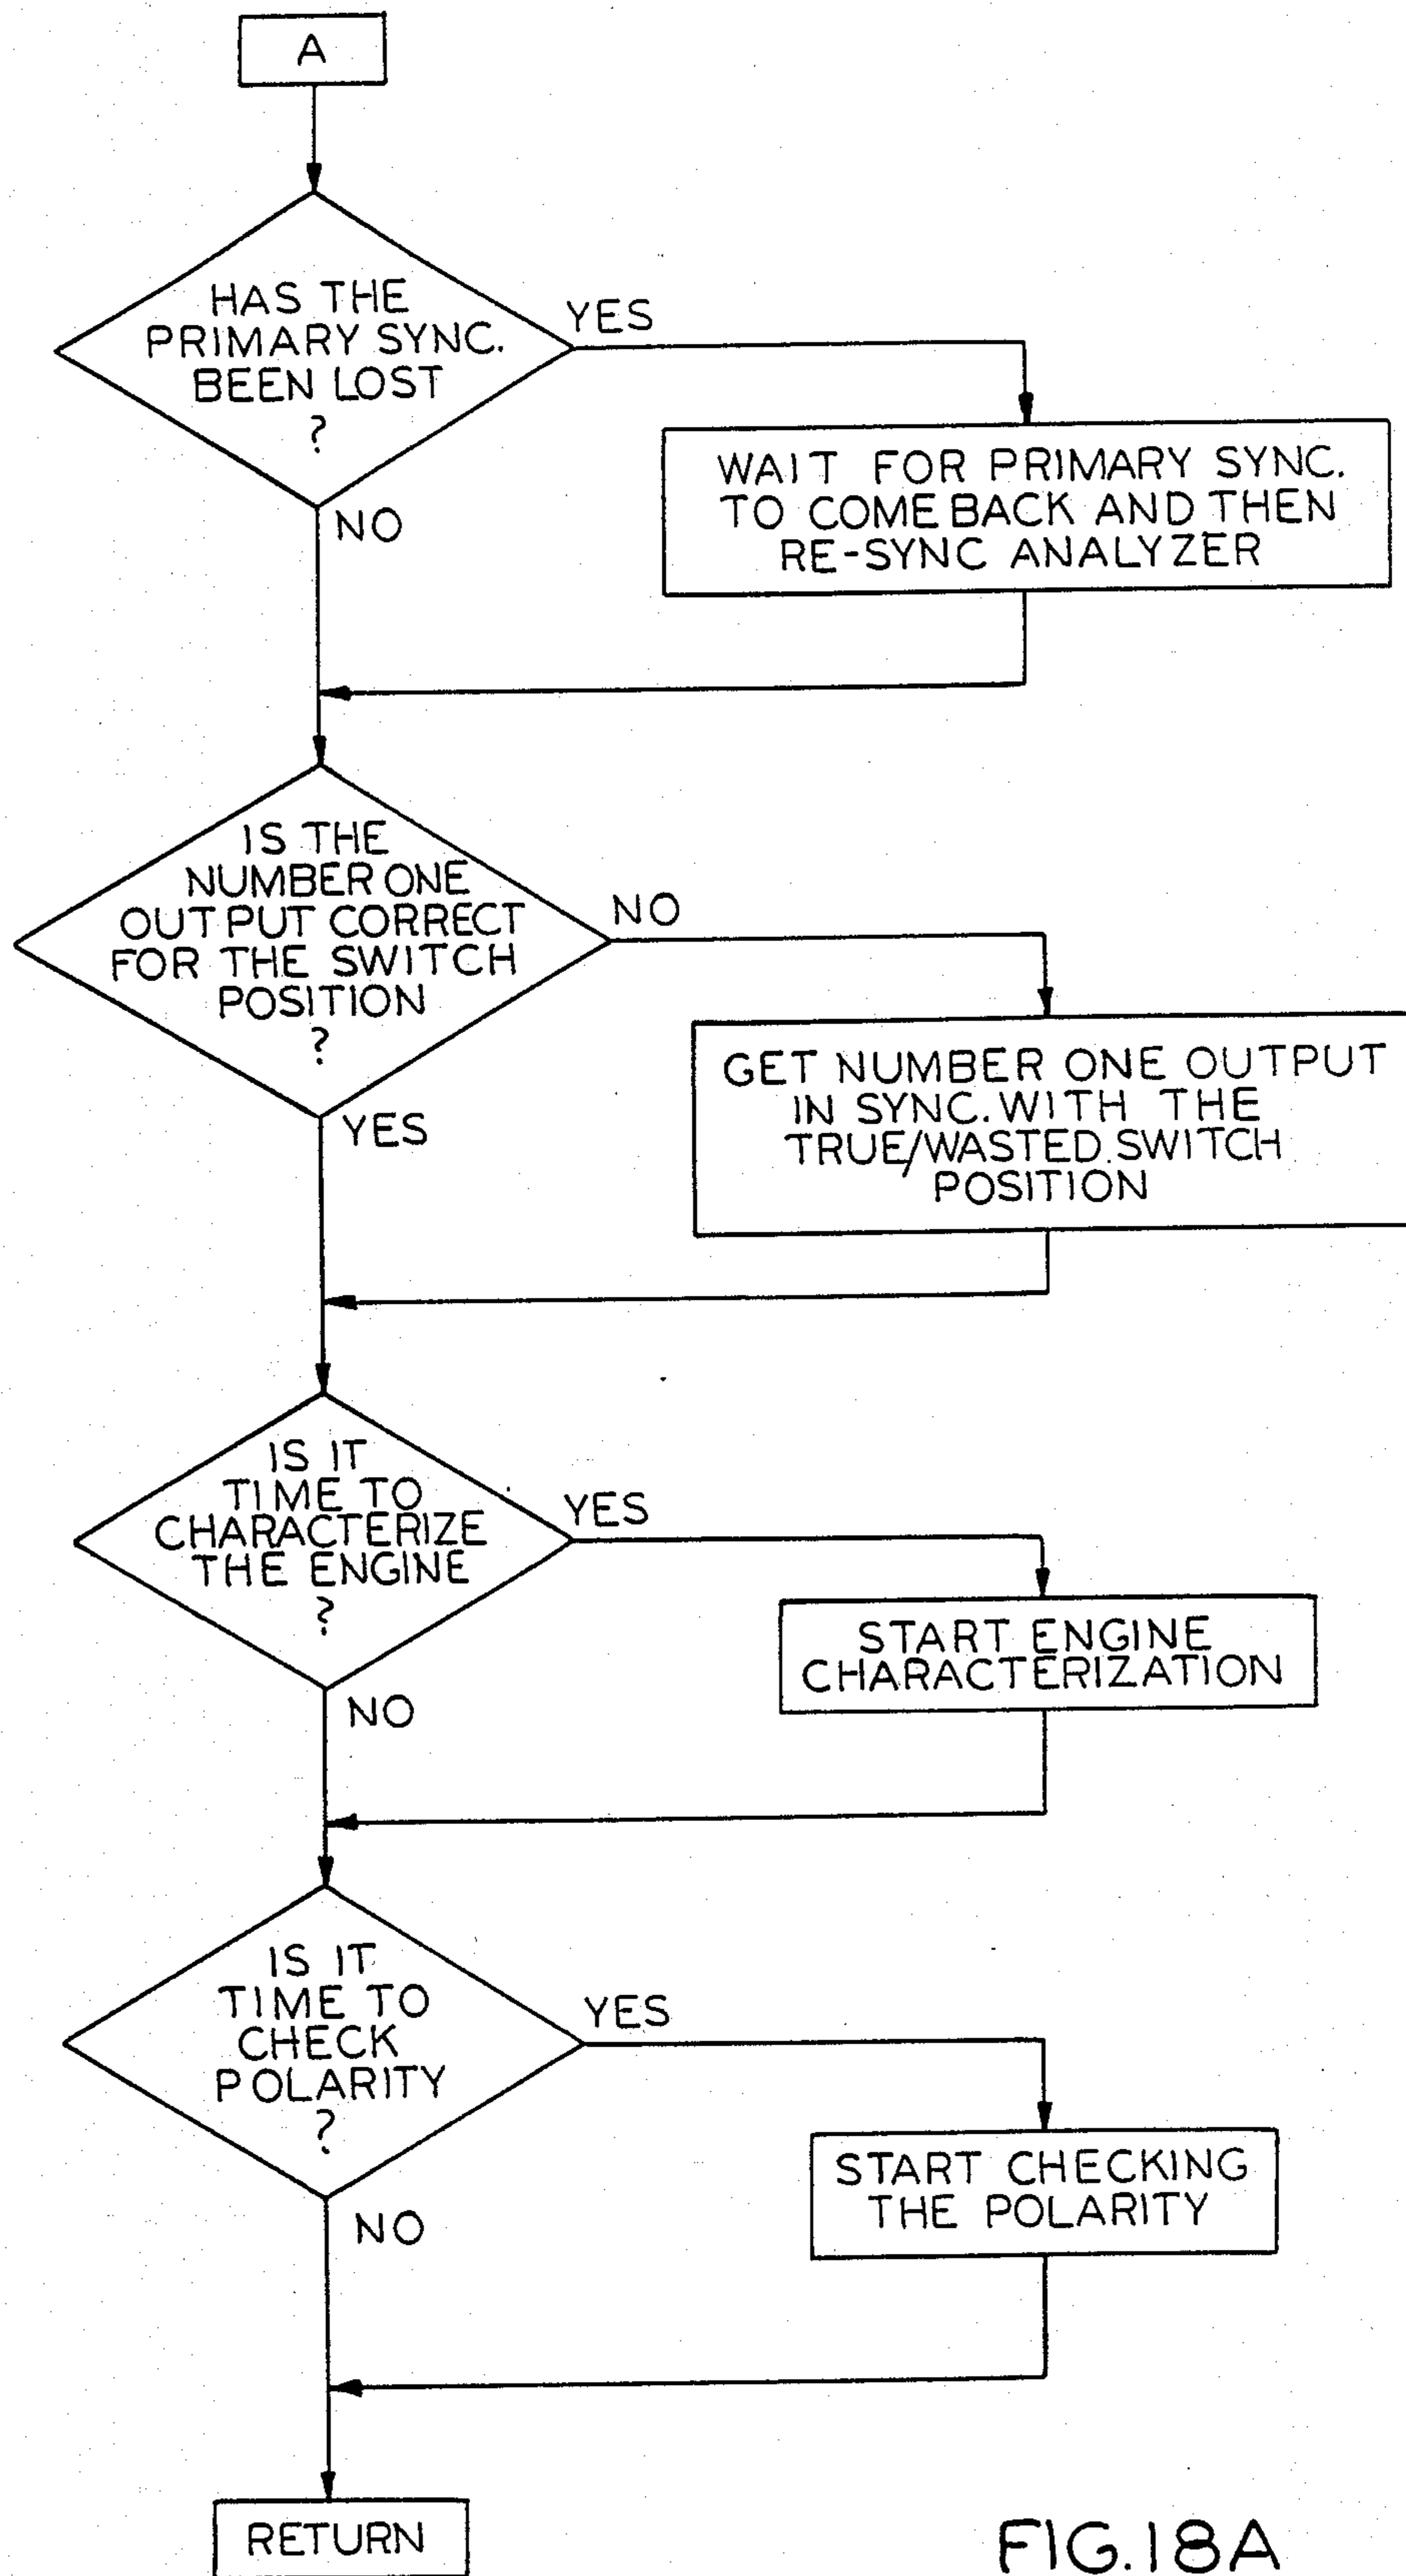 A
HAS THE
PRIMARY SYNC.
BEEN LOST
?
YES
NO
WAIT FOR PRIMARY SYNC.
TO COME BACK AND THEN
RE-SYNC ANALYZER
IS THE
NUMBER ONE
OUTPUT CORRECT
FOR THE SWITCH
POSITION
?
NO
YES
GET NUMBER ONE OUTPUT
IN SYNC. WITH THE
TRUE/WASTED SWITCH
POSITION
IS IT
TIME TO
CHARACTERIZE
THE ENGINE
?
YES
NO
START ENGINE
CHARACTERIZATION
IS IT
TIME TO
CHECK
POLARITY
?
YES
NO
START CHECKING
THE POLARITY
RETURN
FIG.18A